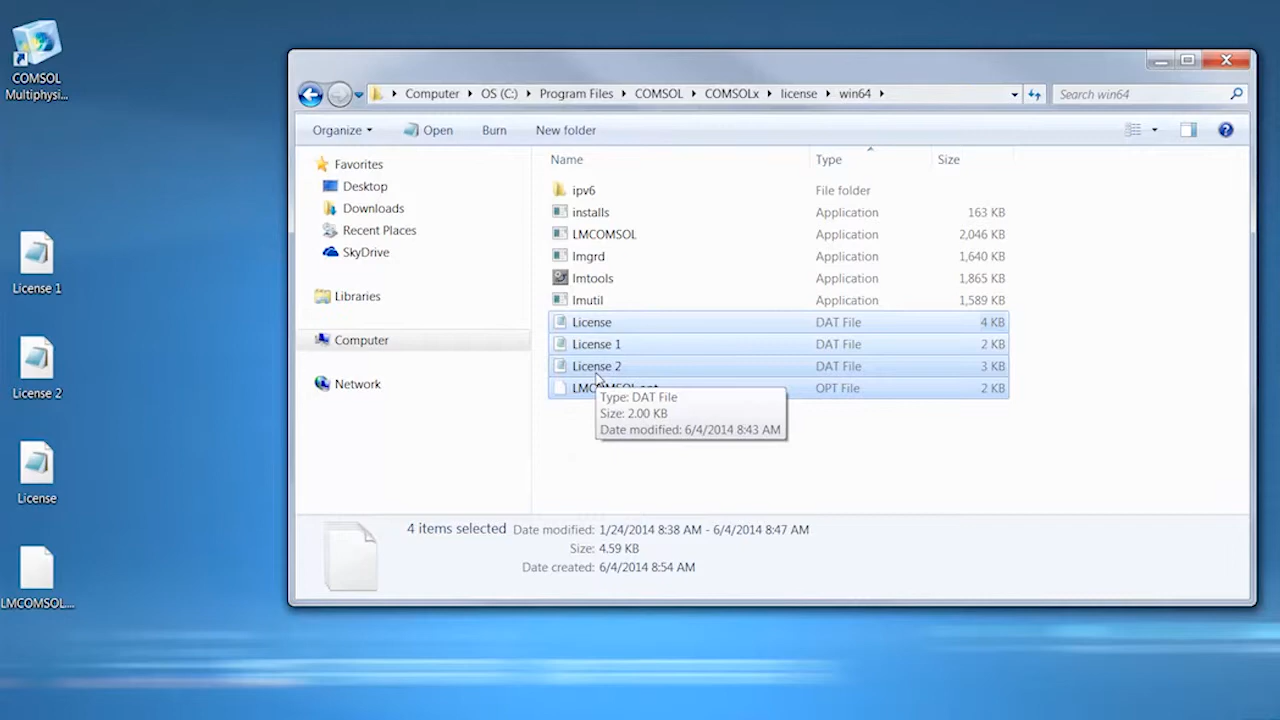 COMSOL
Multiphysi...
License 1
License 2
License
LMCOMSOL....
Computer OS (C:) Program Files COMSOL COMSOLx license win64
Search win64
Organize Open Burn New folder
Favorites
Desktop
Downloads
Recent Places
SkyDrive
Libraries
Computer
Network
Name Type Size
ipv6 File folder
installs Application 163 KB
LMCOMSOL Application 2,046 KB
lmgrd Application 1,640 KB
lmtools Application 1,865 KB
lmutil Application 1,589 KB
License DAT File 4 KB
License 1 DAT File 2 KB
License 2 DAT File 3 KB
LMCOMSOL.opt OPT File 2 KB
Type: DAT File
Size: 2.00 KB
Date modified: 6/4/2014 8:43 AM
4 items selected Date modified: 1/24/2014 8:38 AM - 6/4/2014 8:47 AM
Size: 4.59 KB
Date created: 6/4/2014 8:54 AM